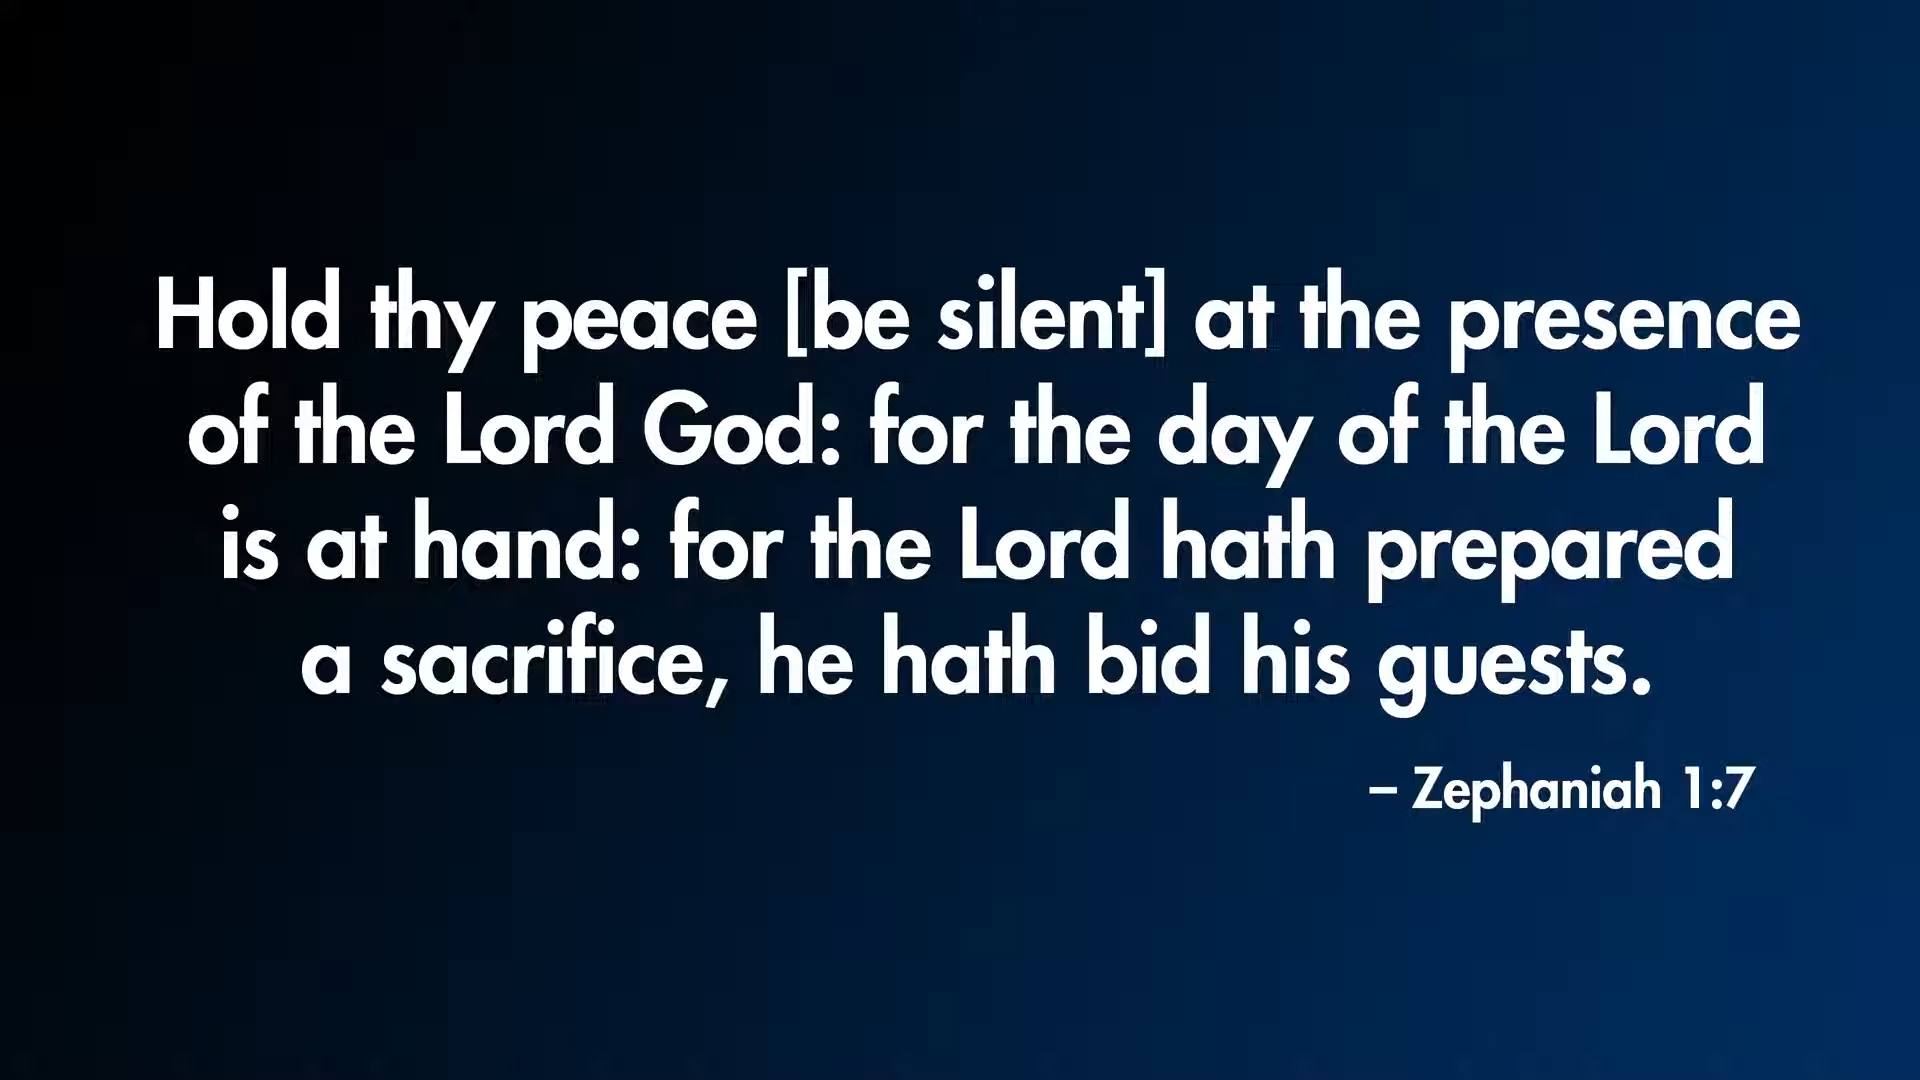 Hold thy peace [be silent] at the presence
of the Lord God: for the day of the Lord
is at hand: for the Lord hath prepared
a sacrifice, he hath bid his guests.
– Zephaniah 1:7